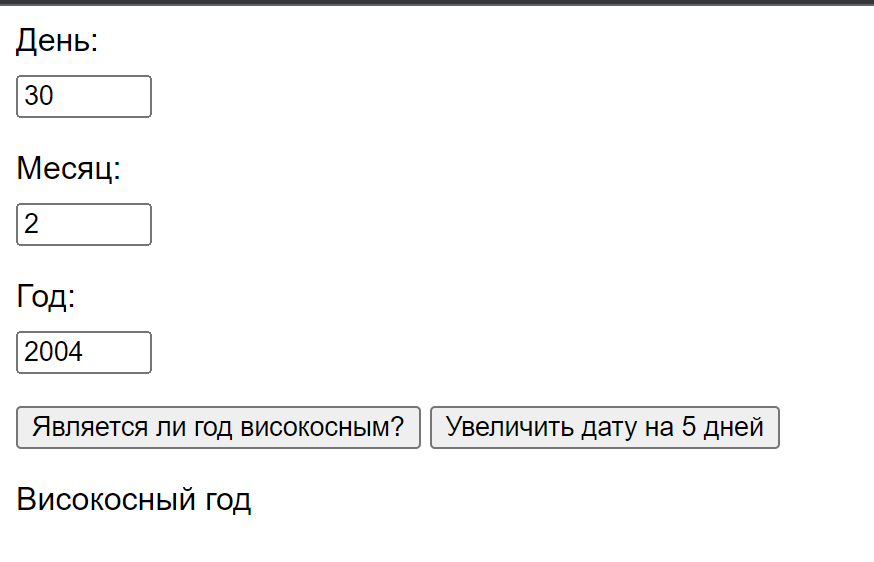 День:
30
Месяц:
2
Год:
2004
Является ли год високосным? Увеличить дату на 5 дней
Високосный год